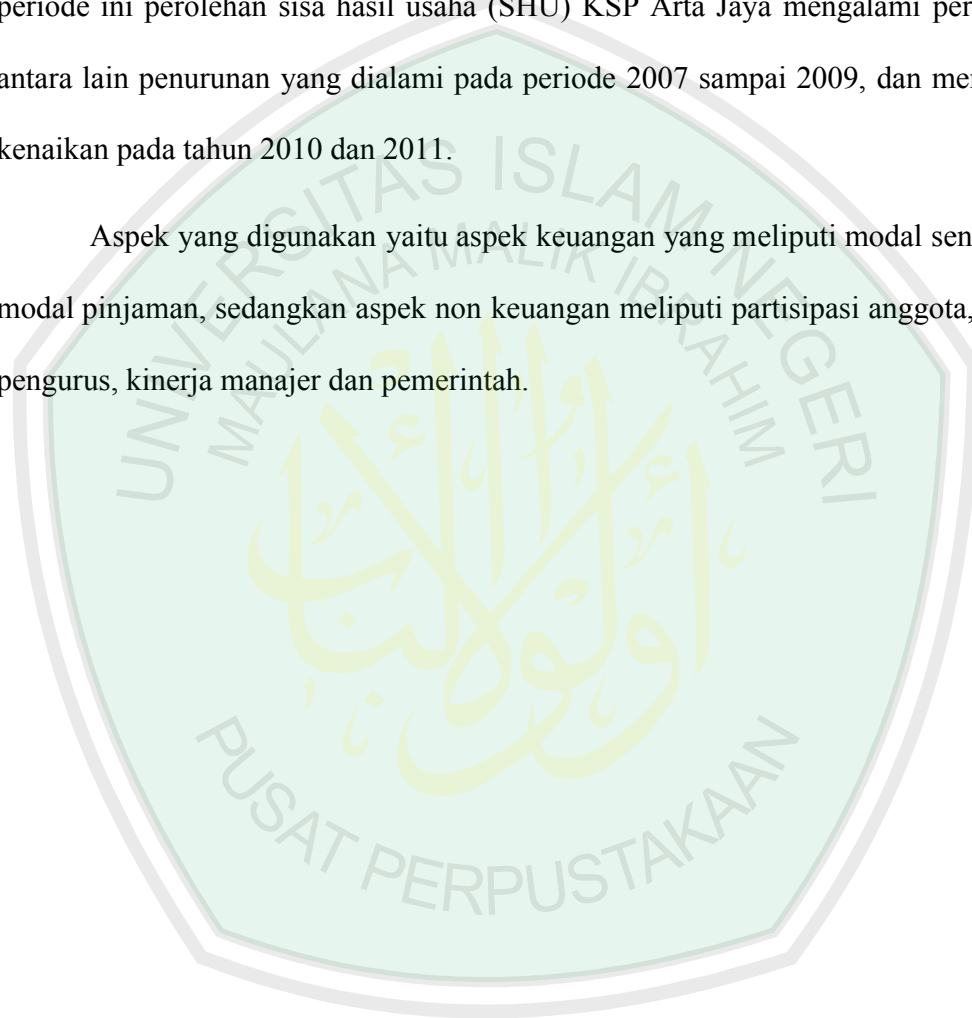 periode ini perolehan sisa hasil usaha (SHU) KSP Arta Jaya mengalami
antara lain penurunan yang dialami pada periode 2007 sampai 2009, dan
kenaikan pada tahun 2010 dan 2011.
Aspek yang digunakan yaitu aspek keuangan yang meliputi modal
modal pinjaman, sedangkan aspek non keuangan meliputi partisipasi anggota,
pengurus, kinerja manajer dan pemerintah.
UNIVERSITAS ISLAM NEGERI
MAULANA MALIK IBRAHIM
PUSAT PERPUSTAKAAN